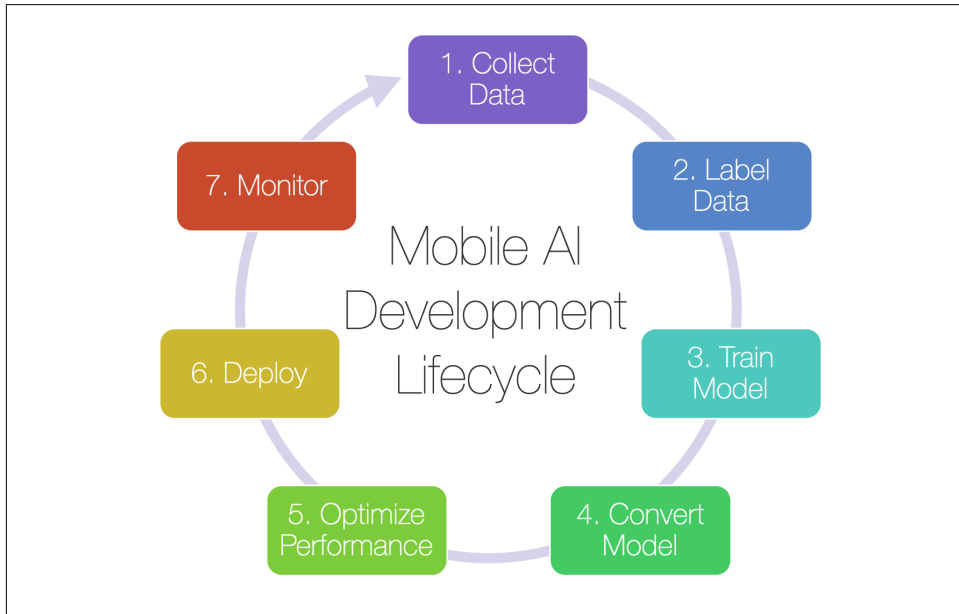 1. Collect
Data
2. Label
Data
3. Train
Model
4. Convert
Model
5. Optimize
Performance
6. Deploy
7. Monitor
Mobile AI
Development
Lifecycle